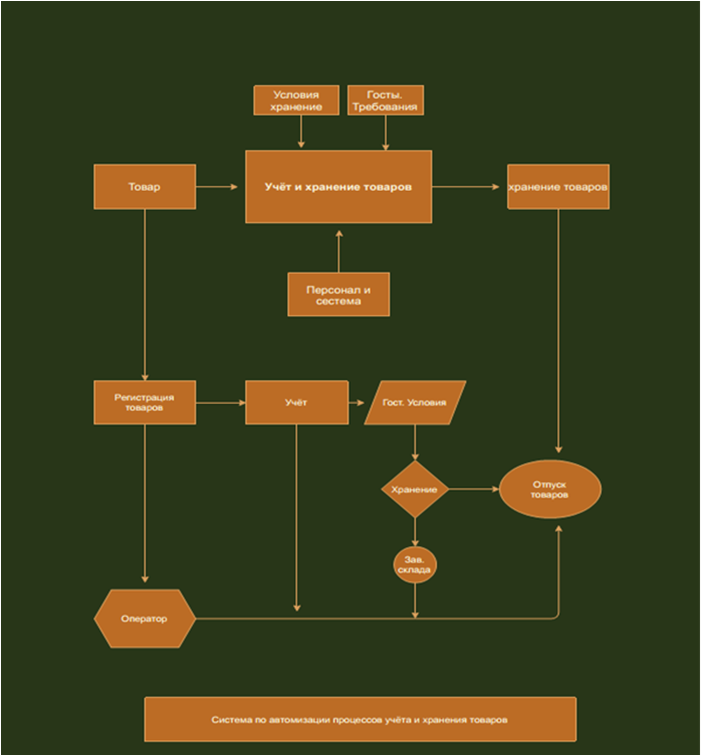 Условия
хранение
Госты.
Требования
Товар
Учёт и хранение товаров
хранение товаров
Персонал и
сестема
Регистрация
товаров
Учёт
Гост. Условия
Хранение
Отпуск
товаров
Зав.
склада
Оператор
Система по автомизации процессов учёта и хранения товаров